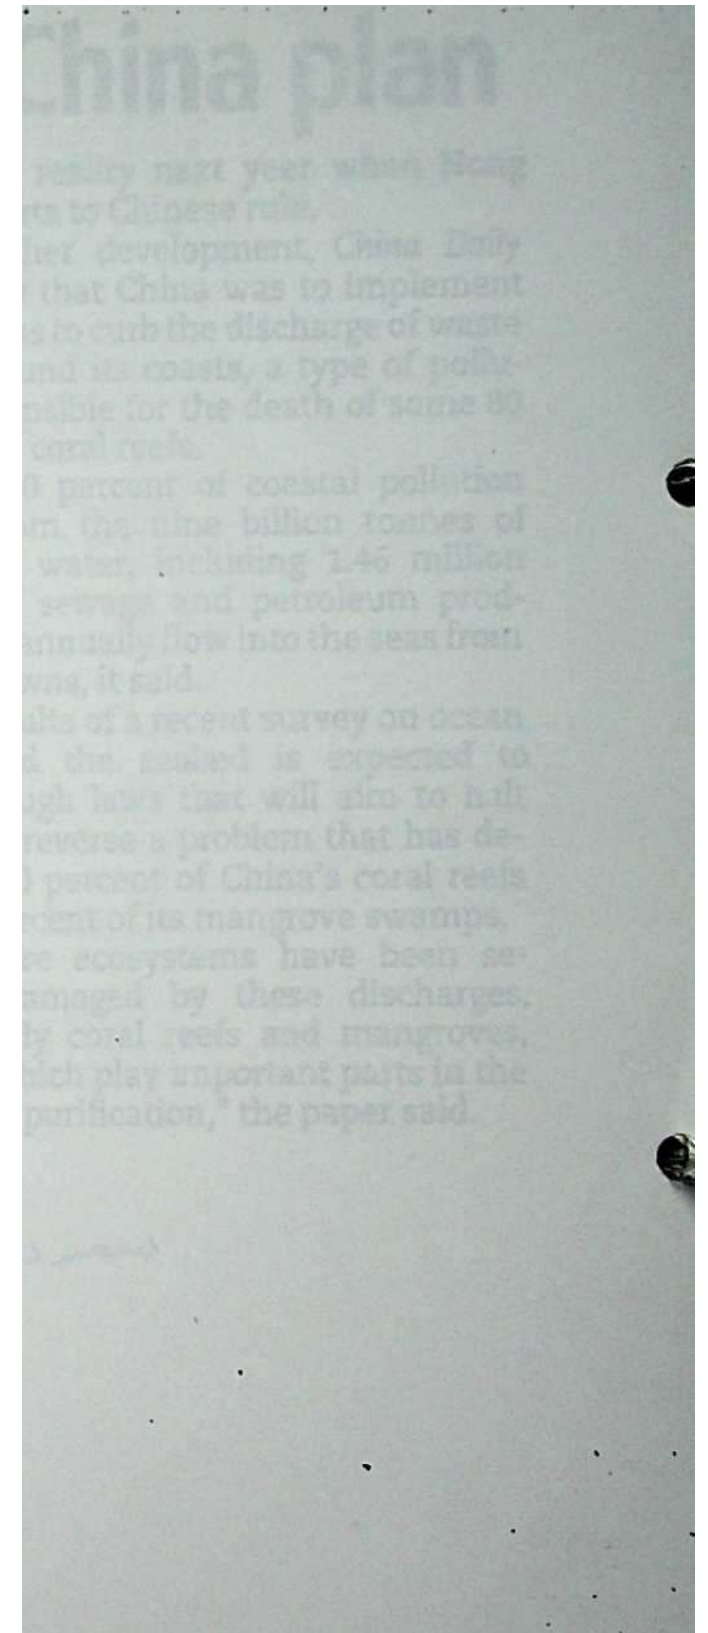 China plan
reality next year when Hong
rts to Chinese rule.
her development, China Daily
that China was to implement
s to curb the discharge of waste
und its coasts, a type of pollu-
nsible for the death of some 80
coral reefs.
0 percent of coastal pollution
om the nine billion tonnes of
water, including 1.46 million
sewage and petroleum prod-
annually flow into the seas from
wns, it said.
ults of a recent survey on ocean
d the seabed is expected to
ugh laws that will aim to halt
reverse a problem that has de-
0 percent of China's coral reefs
rcent of its mangrove swamps.
re ecosystems have been se-
amaged by these discharges,
ly coral reefs and mangroves,
hich play important parts in the
purification," the paper said.